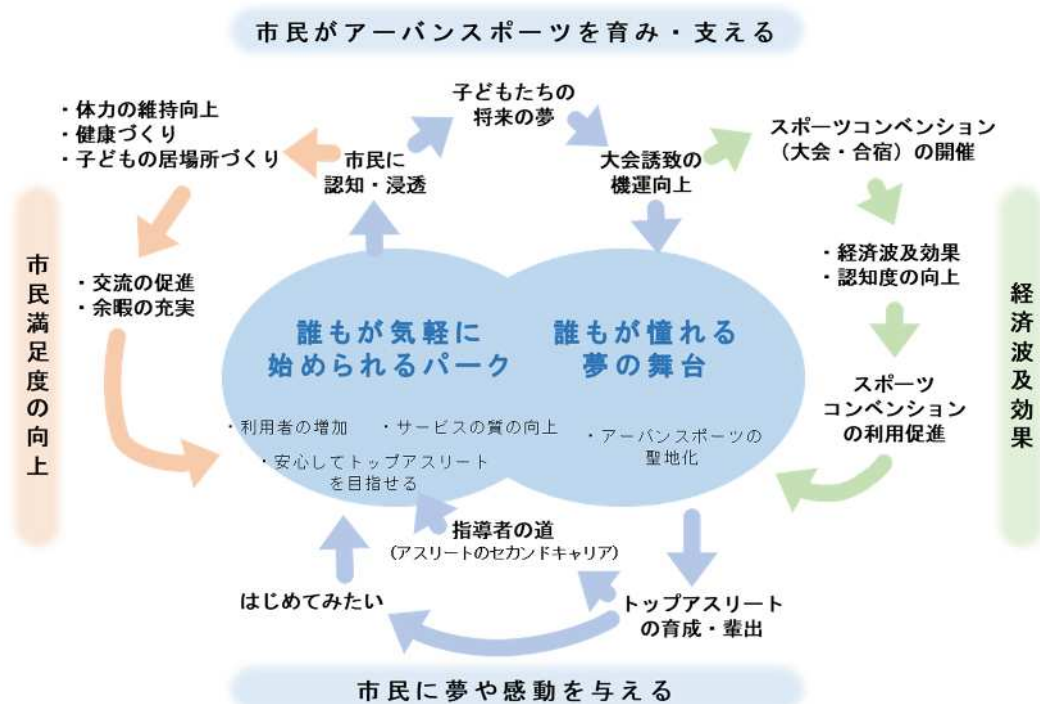 市民がアーバンスポーツを育み・支える
子どもたちの
将来の夢
・体力の維持向上
・健康づくり
・子どもの居場所づくり
市民に
認知・浸透
大会誘致の
機運向上
スポーツコンベンション
（大会・合宿）の開催
市民満足度の向上
・交流の促進
・余暇の充実
・経済波及効果
・認知度の向上
経済波及効果
誰もが気軽に
始められるパーク
誰もが憧れる
夢の舞台
スポーツ
コンベンション
の利用促進
・利用者の増加
・サービスの質の向上
・安心してトップアスリート
を目指せる
・アーバンスポーツの
聖地化
指導者の道
(アスリートのセカンドキャリア)
はじめてみたい
トップアスリート
の育成・輩出
市民に夢や感動を与える